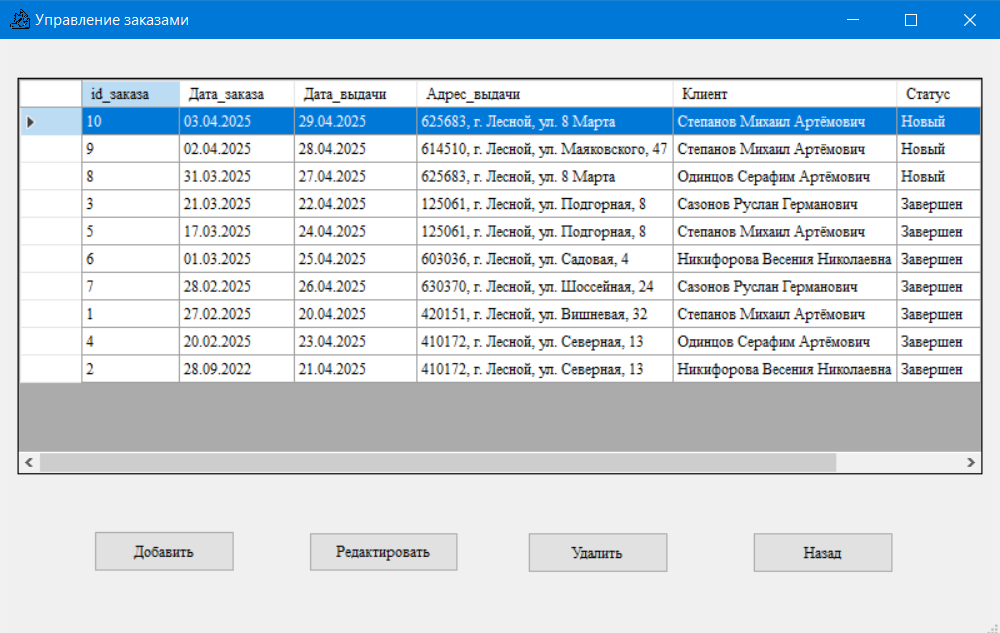 Управление заказами
id_заказа Дата_заказа Дата_выдачи Адрес_выдачи Клиент Статус
10 03.04.2025 29.04.2025 625683, г. Лесной, ул. 8 Марта Степанов Михаил Артёмович Новый
9 02.04.2025 28.04.2025 614510, г. Лесной, ул. Маяковского, 47 Степанов Михаил Артёмович Новый
8 31.03.2025 27.04.2025 625683, г. Лесной, ул. 8 Марта Одинцов Серафим Артёмович Новый
3 21.03.2025 22.04.2025 125061, г. Лесной, ул. Подгорная, 8 Сазонов Руслан Германович Завершен
5 17.03.2025 24.04.2025 125061, г. Лесной, ул. Подгорная, 8 Степанов Михаил Артёмович Завершен
6 01.03.2025 25.04.2025 603036, г. Лесной, ул. Садовая, 4 Никифорова Весения Николаевна Завершен
7 28.02.2025 26.04.2025 630370, г. Лесной, ул. Шоссейная, 24 Сазонов Руслан Германович Завершен
1 27.02.2025 20.04.2025 420151, г. Лесной, ул. Вишневая, 32 Степанов Михаил Артёмович Завершен
4 20.02.2025 23.04.2025 410172, г. Лесной, ул. Северная, 13 Одинцов Серафим Артёмович Завершен
2 28.09.2022 21.04.2025 410172, г. Лесной, ул. Северная, 13 Никифорова Весения Николаевна Завершен
Добавить Редактировать Удалить Назад